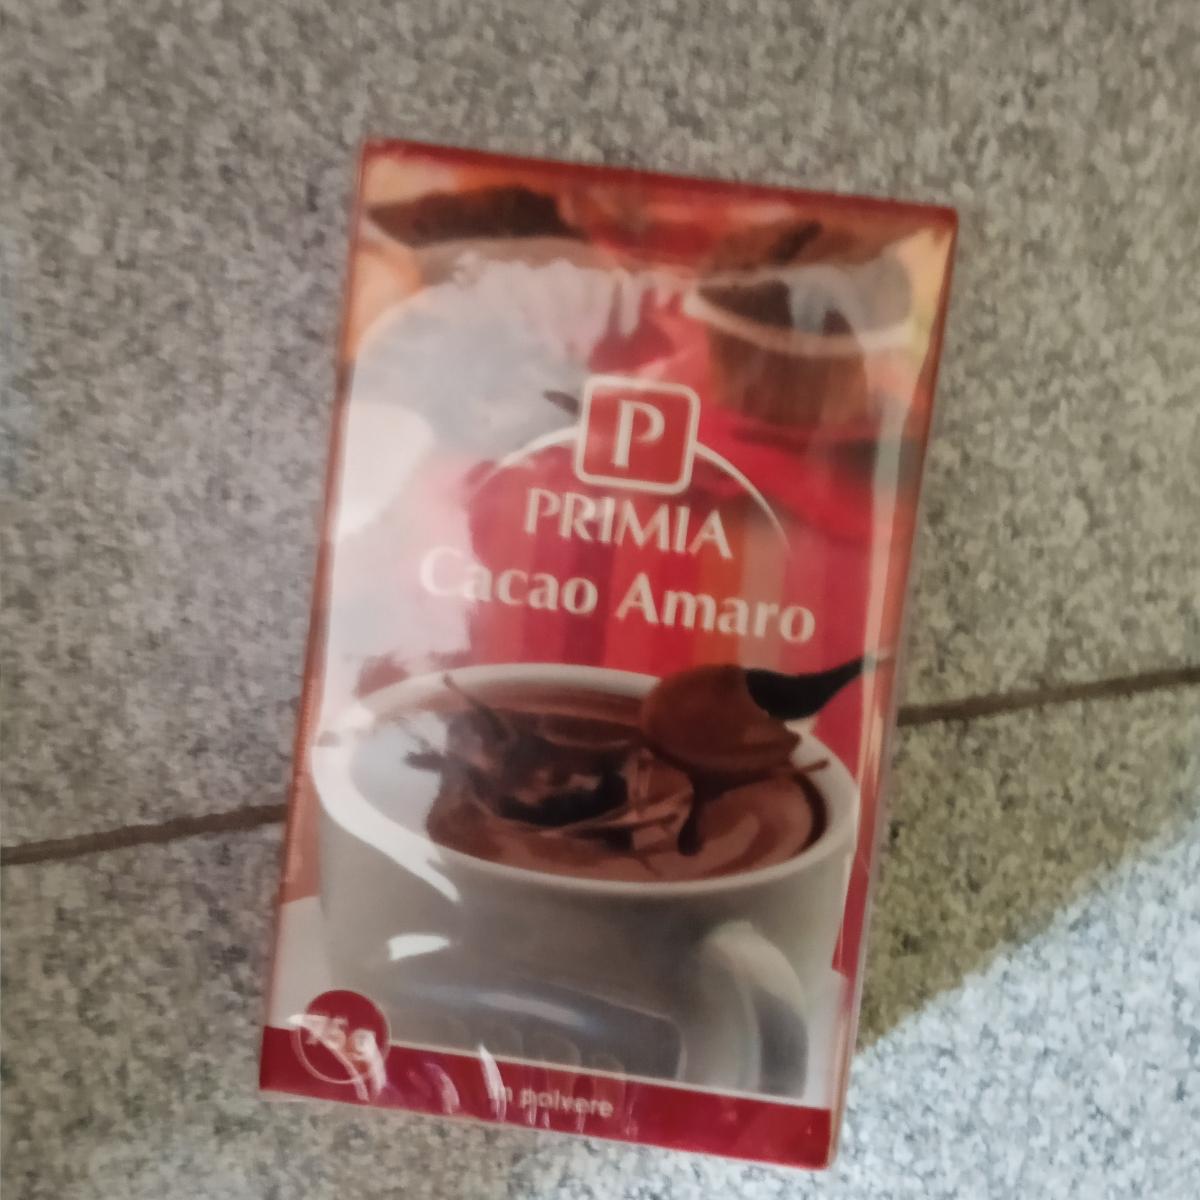 P
PRIMIA
Cacao Amaro
75g
in polvere